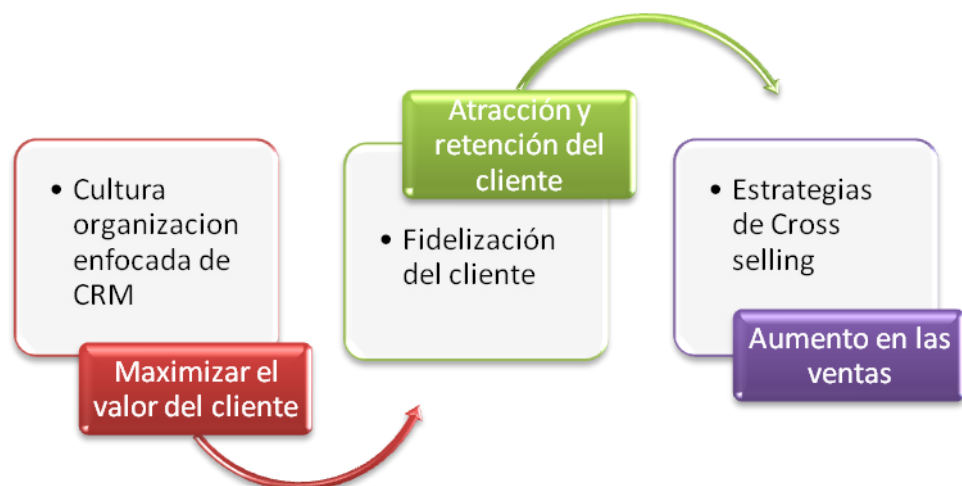 • Cultura
organizacion
enfocada de
CRM
Maximizar el
valor del cliente
Atracción y
retención del
cliente
• Fidelización
del cliente
• Estrategias
de Cross
selling
Aumento en las
ventas